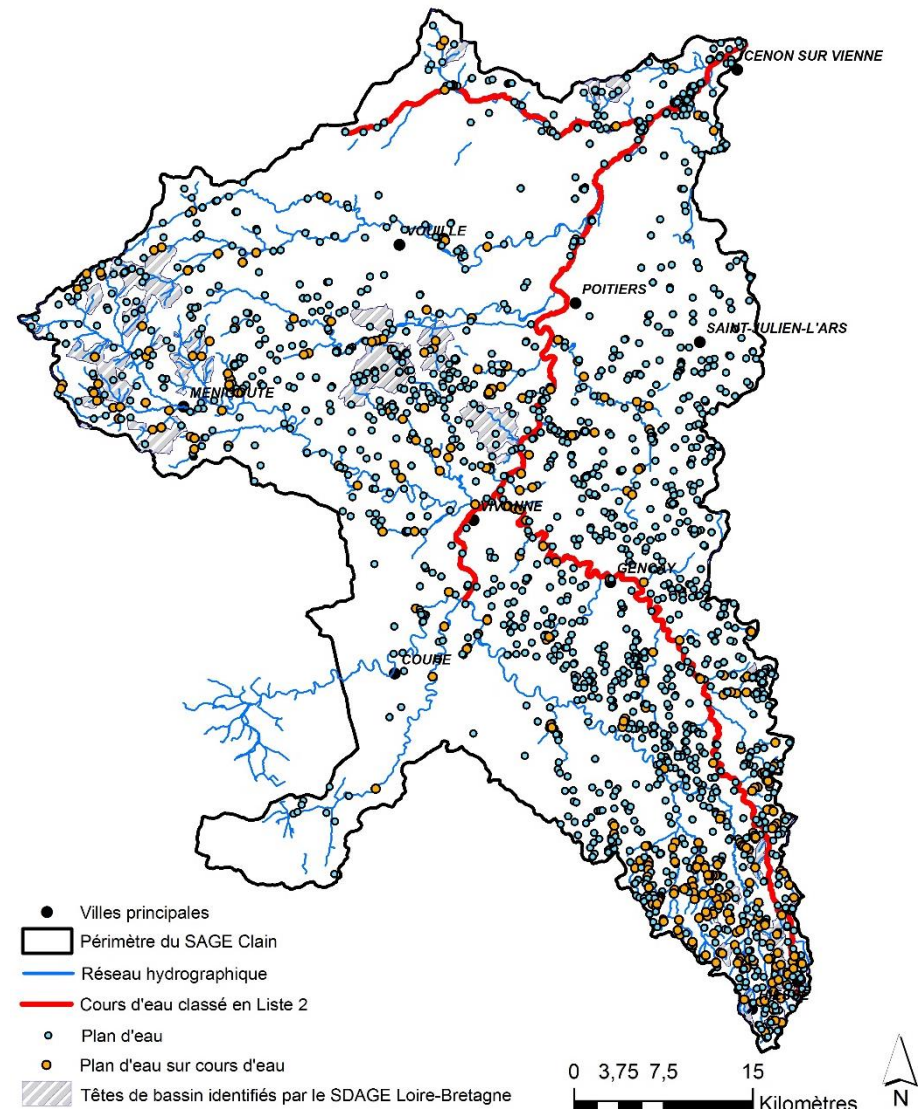 CENON SUR VIENNE
VOUILLE
POITIERS
SAINT-JULIEN-L'ARS
MENIGOUTE
VIVONNE
GENCAY
COUHE
Villes principales
Périmètre du SAGE Clain
Réseau hydrographique
Cours d'eau classé en Liste 2
Plan d'eau
Plan d'eau sur cours d'eau
Têtes de bassin identifiés par le SDAGE Loire-Bretagne
0 3,75 7,5 15
Kilomètres
N